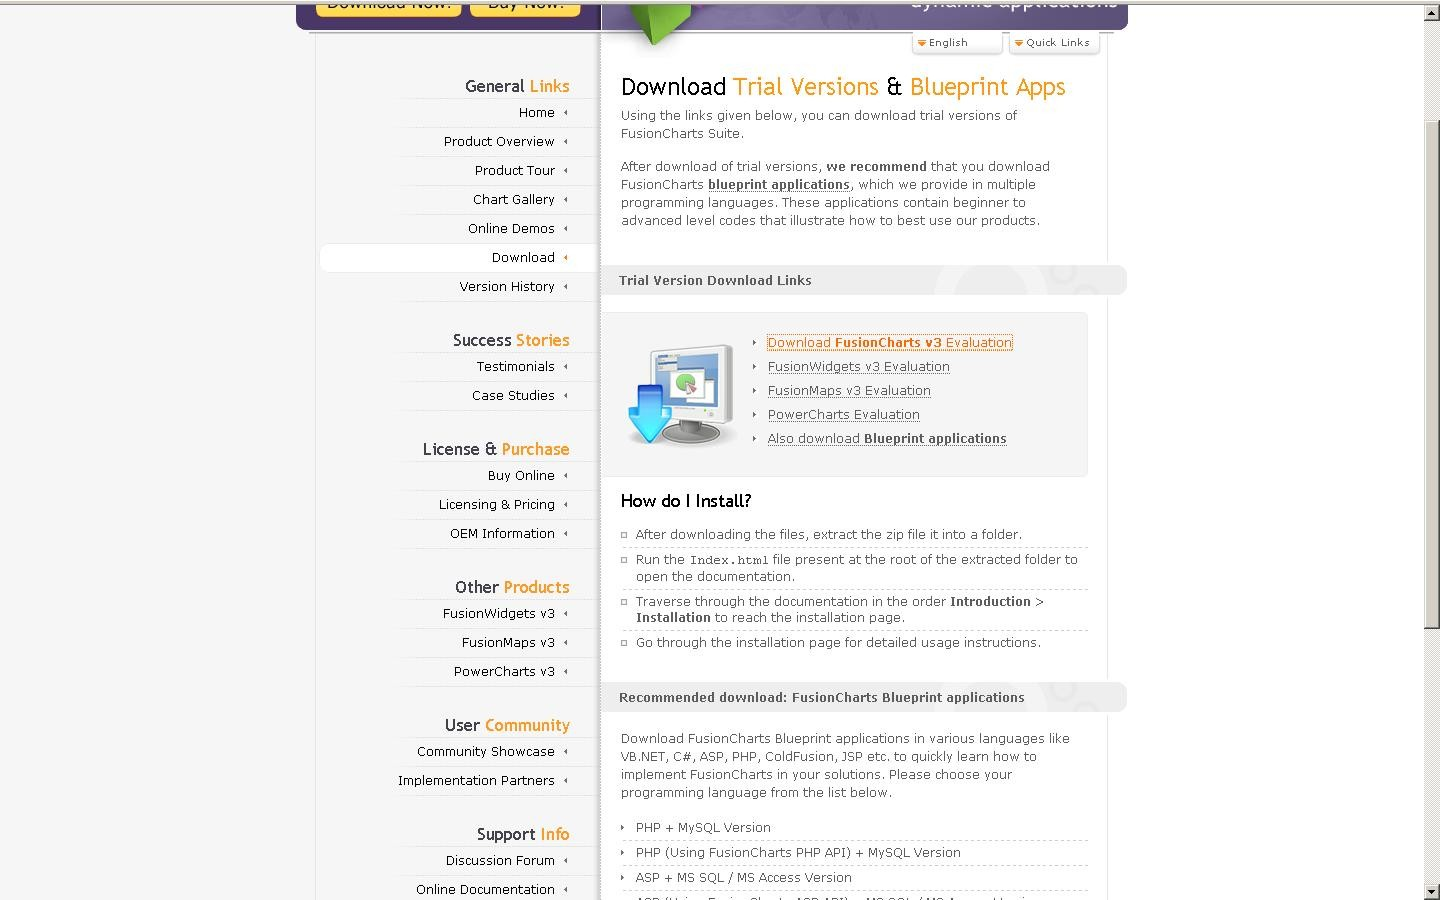 Download Now!
Buy Now!
dynamic applications
English
Quick Links
General Links
Home
Product Overview
Product Tour
Chart Gallery
Online Demos
Download
Version History
Success Stories
Testimonials
Case Studies
License & Purchase
Buy Online
Licensing & Pricing
OEM Information
Other Products
FusionWidgets v3
FusionMaps v3
PowerCharts v3
User Community
Community Showcase
Implementation Partners
Support Info
Discussion Forum
Online Documentation
Download Trial Versions & Blueprint Apps
Using the links given below, you can download trial versions of
FusionCharts Suite.
After download of trial versions, we recommend that you download
FusionCharts blueprint applications, which we provide in multiple
programming languages. These applications contain beginner to
advanced level codes that illustrate how to best use our products.
Trial Version Download Links
Download FusionCharts v3 Evaluation
FusionWidgets v3 Evaluation
FusionMaps v3 Evaluation
PowerCharts Evaluation
Also download Blueprint applications
How do I Install?
After downloading the files, extract the zip file it into a folder.
Run the Index.html file present at the root of the extracted folder to
open the documentation.
Traverse through the documentation in the order Introduction >
Installation to reach the installation page.
Go through the installation page for detailed usage instructions.
Recommended download: FusionCharts Blueprint applications
Download FusionCharts Blueprint applications in various languages like
VB.NET, C#, ASP, PHP, ColdFusion, JSP etc. to quickly learn how to
implement FusionCharts in your solutions. Please choose your
programming language from the list below.
PHP + MySQL Version
PHP (Using FusionCharts PHP API) + MySQL Version
ASP + MS SQL / MS Access Version